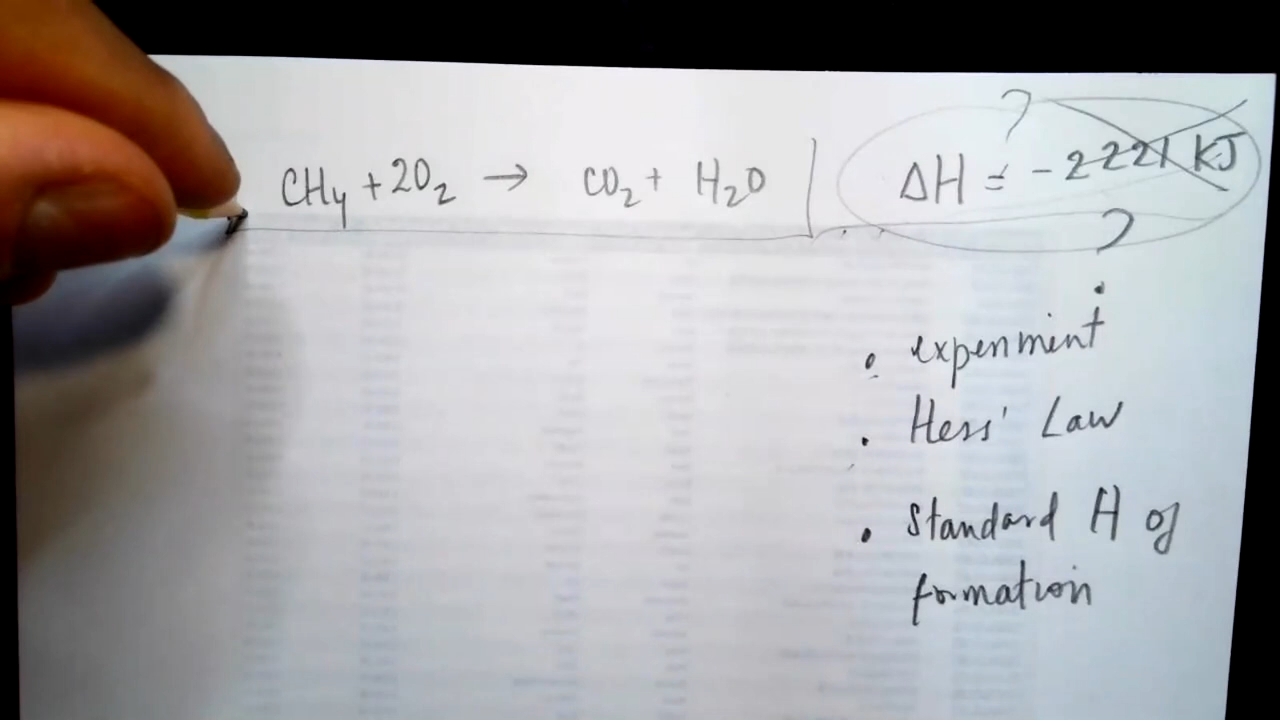 CH4 + 2O2 → CO2 + H2O | ΔH = -2221 kJ
?
?
• experiment
• Hess' Law
• Standard H of
formation